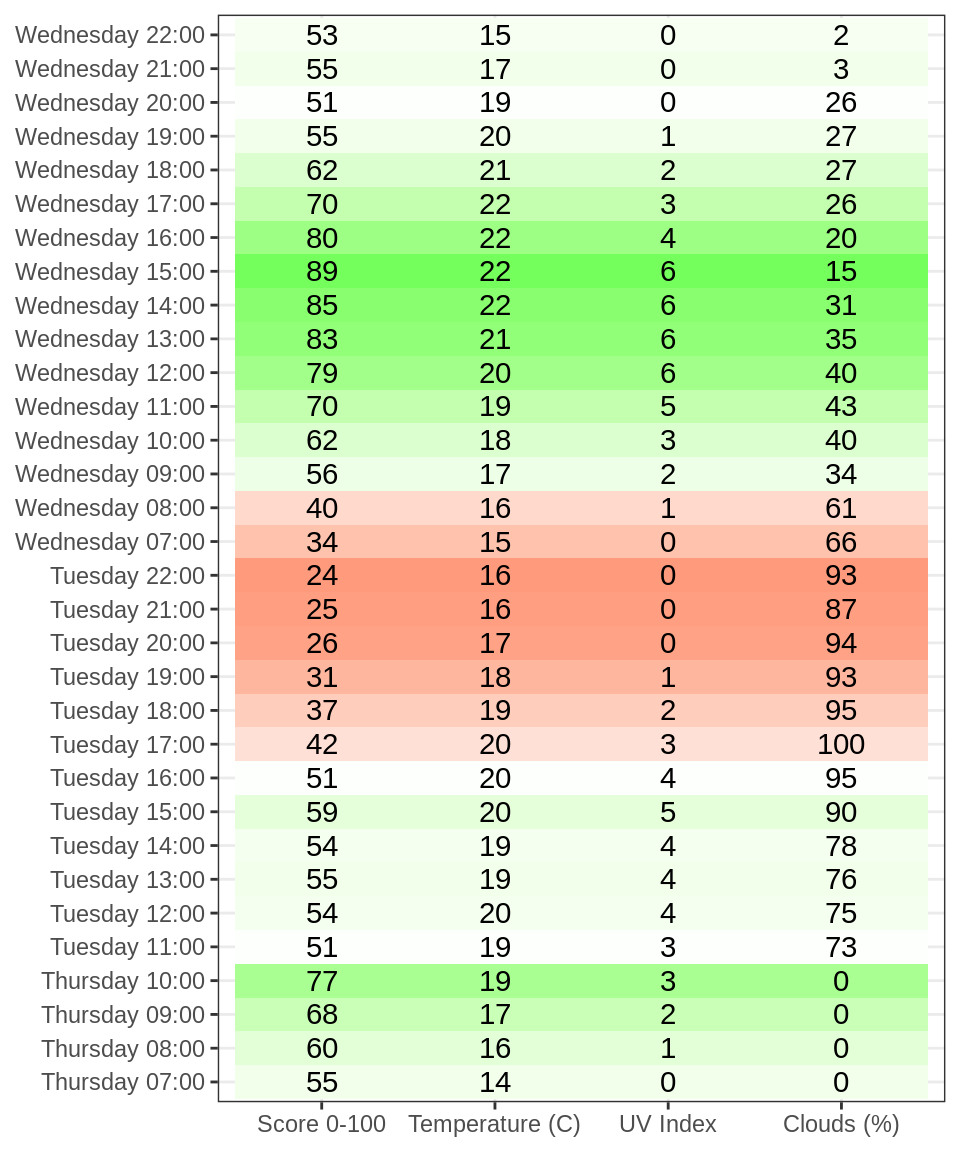 Wednesday 22:00 53 15 0 2
Wednesday 21:00 55 17 0 3
Wednesday 20:00 51 19 0 26
Wednesday 19:00 55 20 1 27
Wednesday 18:00 62 21 2 27
Wednesday 17:00 70 22 3 26
Wednesday 16:00 80 22 4 20
Wednesday 15:00 89 22 6 15
Wednesday 14:00 85 22 6 31
Wednesday 13:00 83 21 6 35
Wednesday 12:00 79 20 6 40
Wednesday 11:00 70 19 5 43
Wednesday 10:00 62 18 3 40
Wednesday 09:00 56 17 2 34
Wednesday 08:00 40 16 1 61
Wednesday 07:00 34 15 0 66
Tuesday 22:00 24 16 0 93
Tuesday 21:00 25 16 0 87
Tuesday 20:00 26 17 0 94
Tuesday 19:00 31 18 1 93
Tuesday 18:00 37 19 2 95
Tuesday 17:00 42 20 3 100
Tuesday 16:00 51 20 4 95
Tuesday 15:00 59 20 5 90
Tuesday 14:00 54 19 4 78
Tuesday 13:00 55 19 4 76
Tuesday 12:00 54 20 4 75
Tuesday 11:00 51 19 3 73
Thursday 10:00 77 19 3 0
Thursday 09:00 68 17 2 0
Thursday 08:00 60 16 1 0
Thursday 07:00 55 14 0 0
Score 0-100 Temperature (C) UV Index Clouds (%)